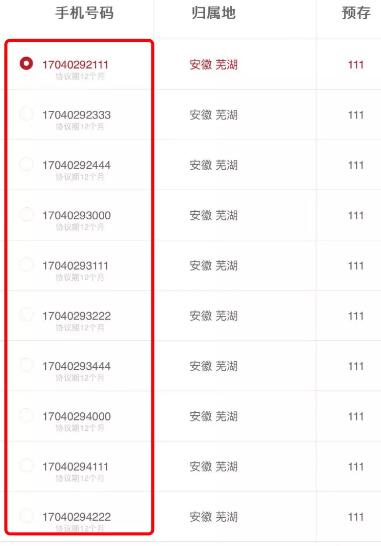 手机号码 归属地 预存
17040292111 安徽 芜湖 111
协议期12个月
17040292333 安徽 芜湖 111
协议期12个月
17040292444 安徽 芜湖 111
协议期12个月
17040293000 安徽 芜湖 111
协议期12个月
17040293111 安徽 芜湖 111
协议期12个月
17040293222 安徽 芜湖 111
协议期12个月
17040293444 安徽 芜湖 111
协议期12个月
17040294000 安徽 芜湖 111
协议期12个月
17040294111 安徽 芜湖 111
协议期12个月
17040294222 安徽 芜湖 111
协议期12个月